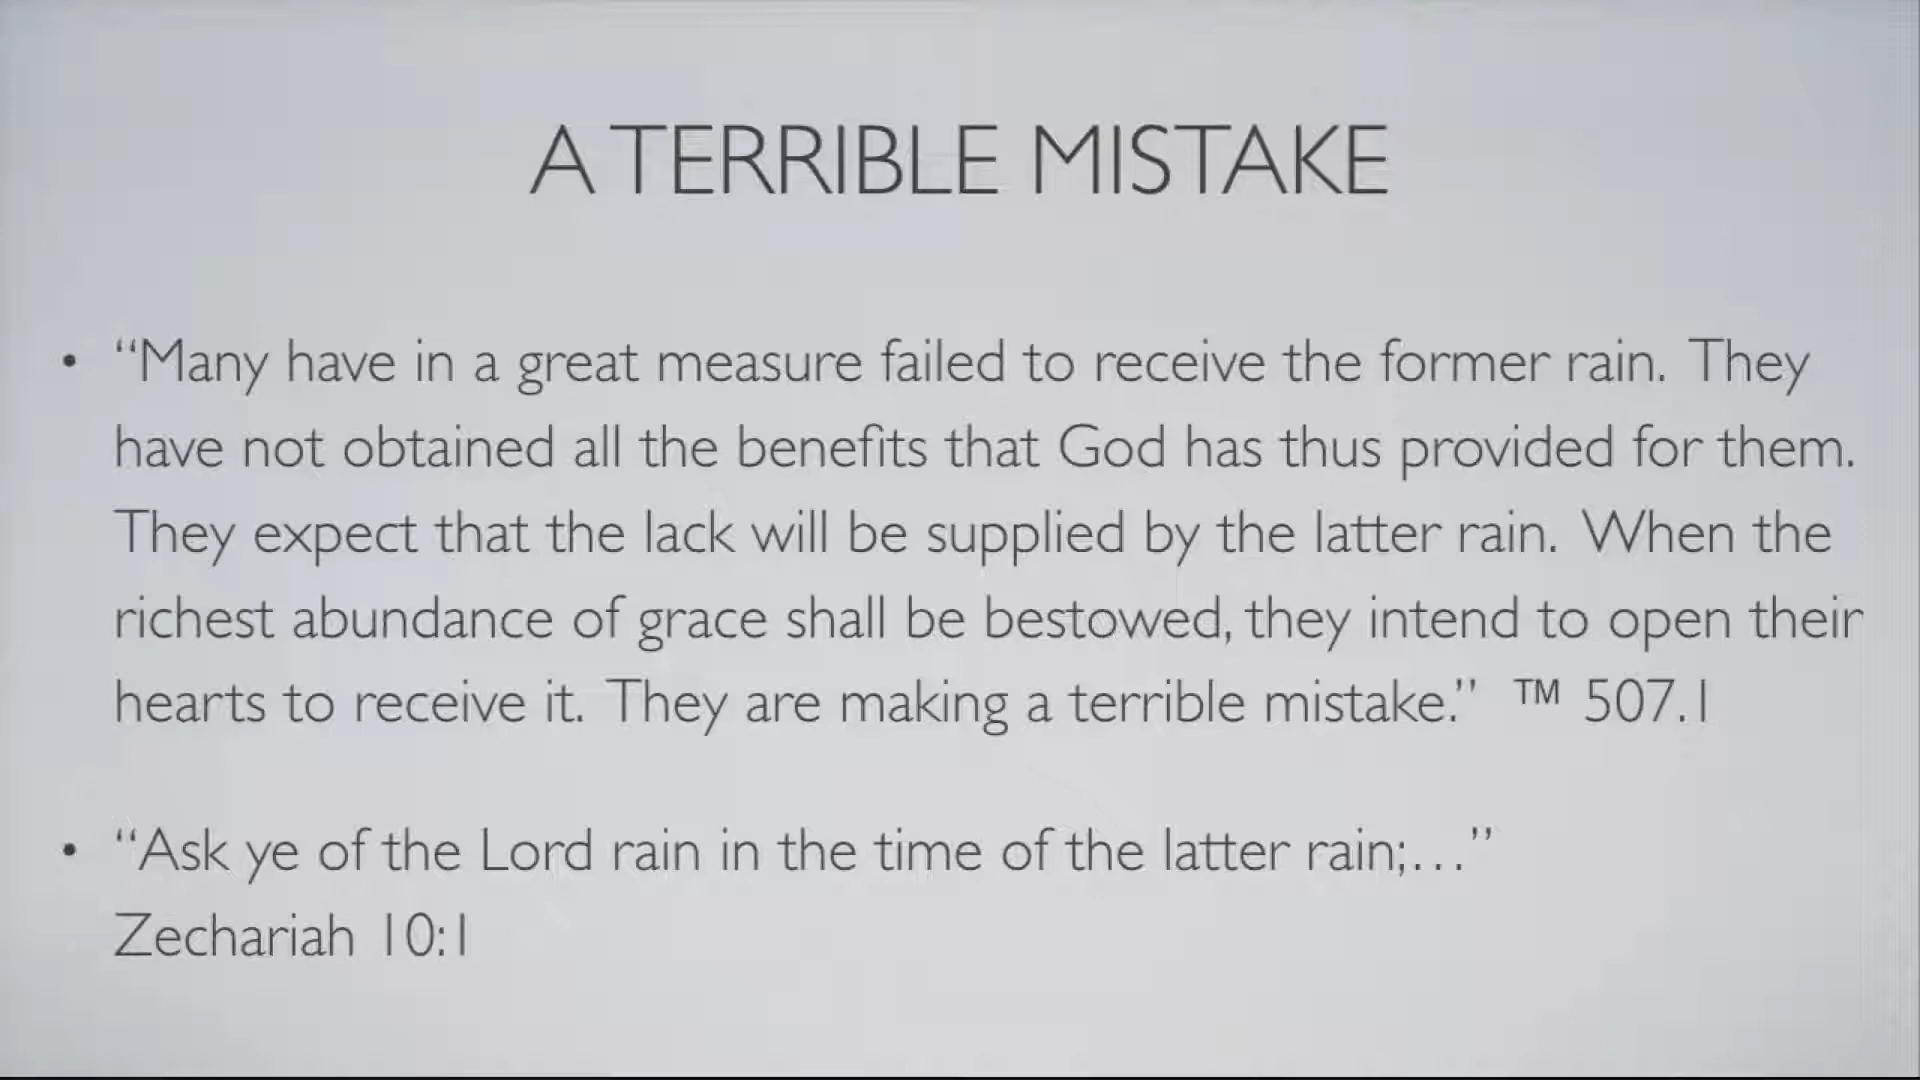 A TERRIBLE MISTAKE
• “Many have in a great measure failed to receive the former rain. They
have not obtained all the benefits that God has thus provided for them.
They expect that the lack will be supplied by the latter rain. When the
richest abundance of grace shall be bestowed, they intend to open their
hearts to receive it. They are making a terrible mistake.” ™ 507.1
• “Ask ye of the Lord rain in the time of the latter rain;…”
Zechariah 10:1